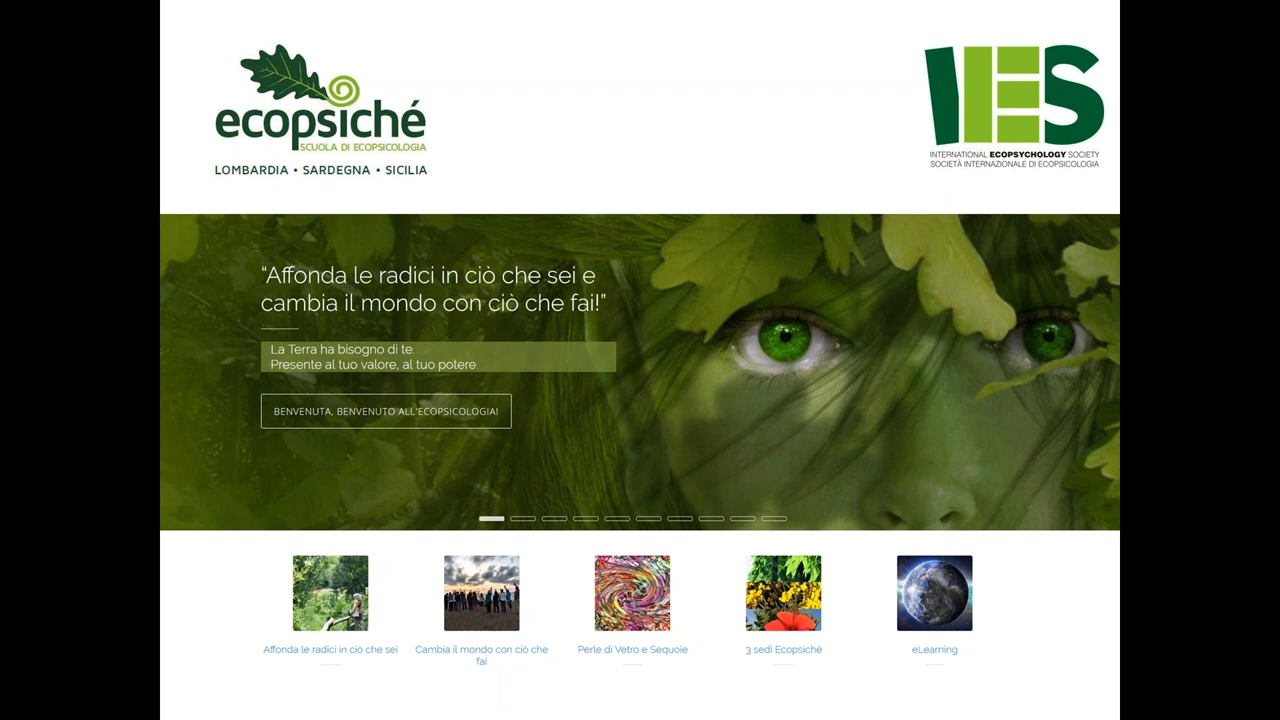 ecopsiché
SCUOLA DI ECOPSICOLOGIA
LOMBARDIA • SARDEGNA • SICILIA
IES
INTERNATIONAL ECOPSYCHOLOGY SOCIETY
SOCIETÀ INTERNAZIONALE DI ECOPSICOLOGIA
“Affonda le radici in ciò che sei e
cambia il mondo con ciò che fai!”
La Terra ha bisogno di te.
Presente al tuo valore, al tuo potere.
BENVENUTA, BENVENUTO ALL'ECOPSICOLOGIA!
Affonda le radici in ciò che sei
Cambia il mondo con ciò che
fai
Perle di Vetro e Sequoie
3 sedi Ecopsiché
eLearning